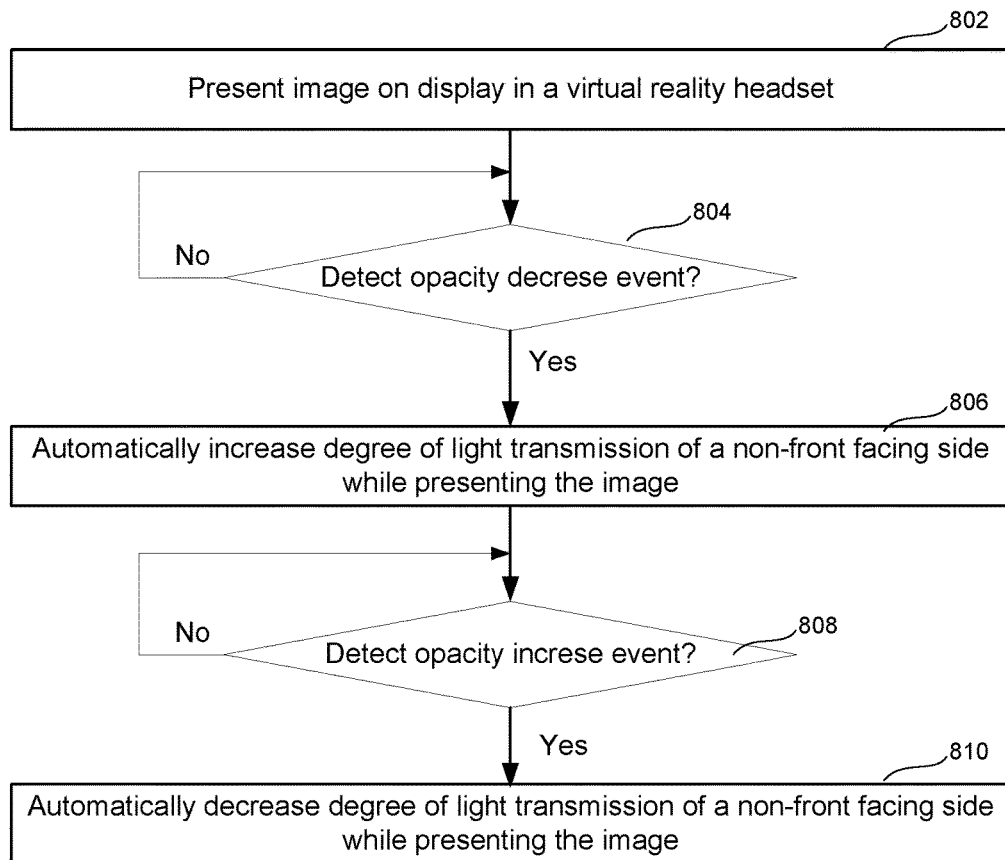 802
Present image on display in a virtual reality headset
804
No
Detect opacity decrese event?
Yes
806
Automatically increase degree of light transmission of a non-front facing side
while presenting the image
No
808
Detect opacity increse event?
Yes
810
Automatically decrease degree of light transmission of a non-front facing side
while presenting the image